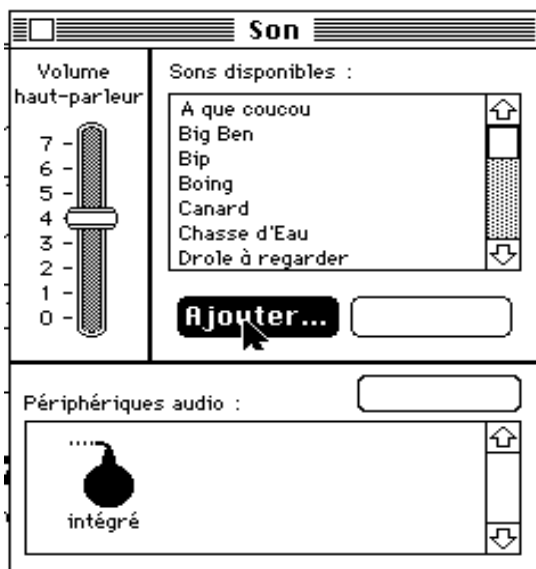 Son
Volume
haut-parleur
7
6
5
4
3
2
1
0
Sons disponibles :
A que coucou
Big Ben
Bip
Boing
Canard
Chasse d'Eau
Drole à regarder
Ajouter...
Périphériques audio :
intégré